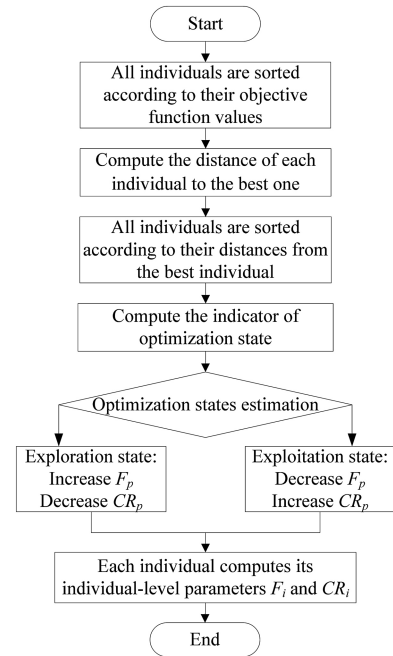 Start
All individuals are sorted
according to their objective
function values
Compute the distance of each
individual to the best one
All individuals are sorted
according to their distances from
the best individual
Compute the indicator of
optimization state
Optimization states estimation
Exploration state:
Increase Fp
Decrease CRp
Exploitation state:
Decrease Fp
Increase CRp
Each individual computes its
individual-level parameters Fi and CRi
End